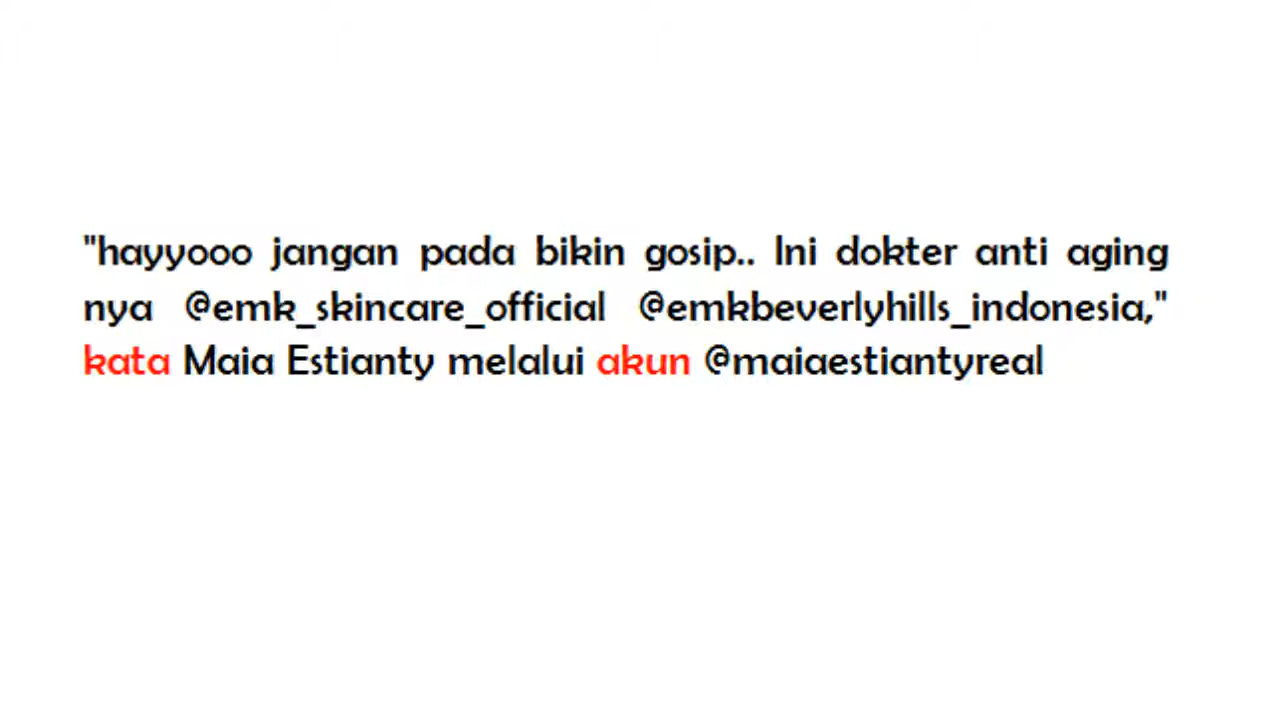 "hayyooo jangan pada bikin gosip.. Ini dokter anti aging
nya @emk_skincare_official @emkbeverlyhills_indonesia,"
kata Maia Estianty melalui akun @maiaestiantyreal